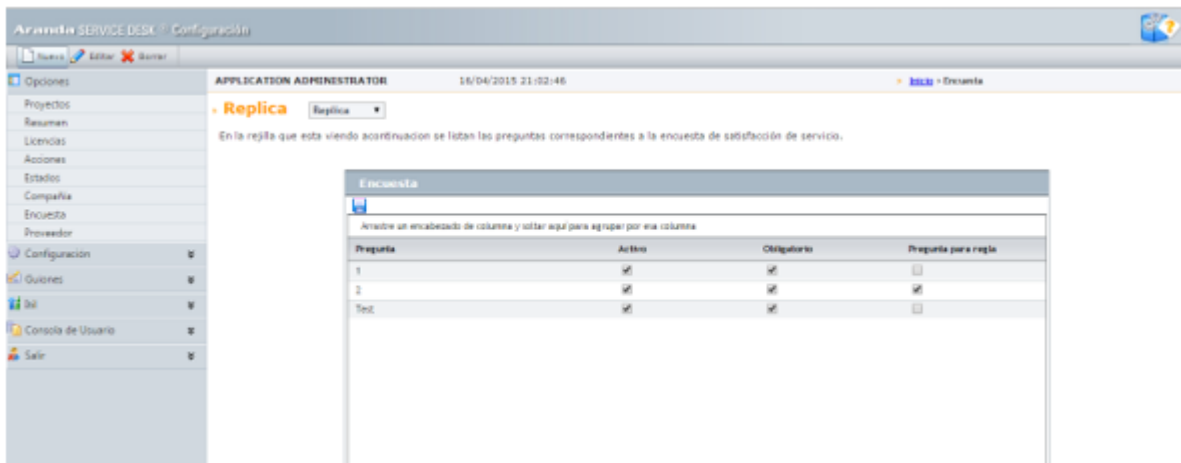 Aranda SERVICE DESK Configuración
Nuevo Editar Borrar
Opciones
Proyectos
Resumen
Licencias
Acciones
Estados
Compañía
Encuesta
Proveedor
Configuración
Guiones
Itil
Consola de Usuario
Salir
APPLICATION ADMINISTRATOR 16/04/2015 21:02:46 Inicio > Encuesta
Replica Replica
En la rejilla que esta viendo acontinuacion se listan las preguntas correspondientes a la encuesta de satisfacción de servicio.
Encuesta
Arrastre un encabezado de columna y soltar aquí para agrupar por esa columna
Pregunta Activo Obligatorio Pregunta para regla
1
2
Test